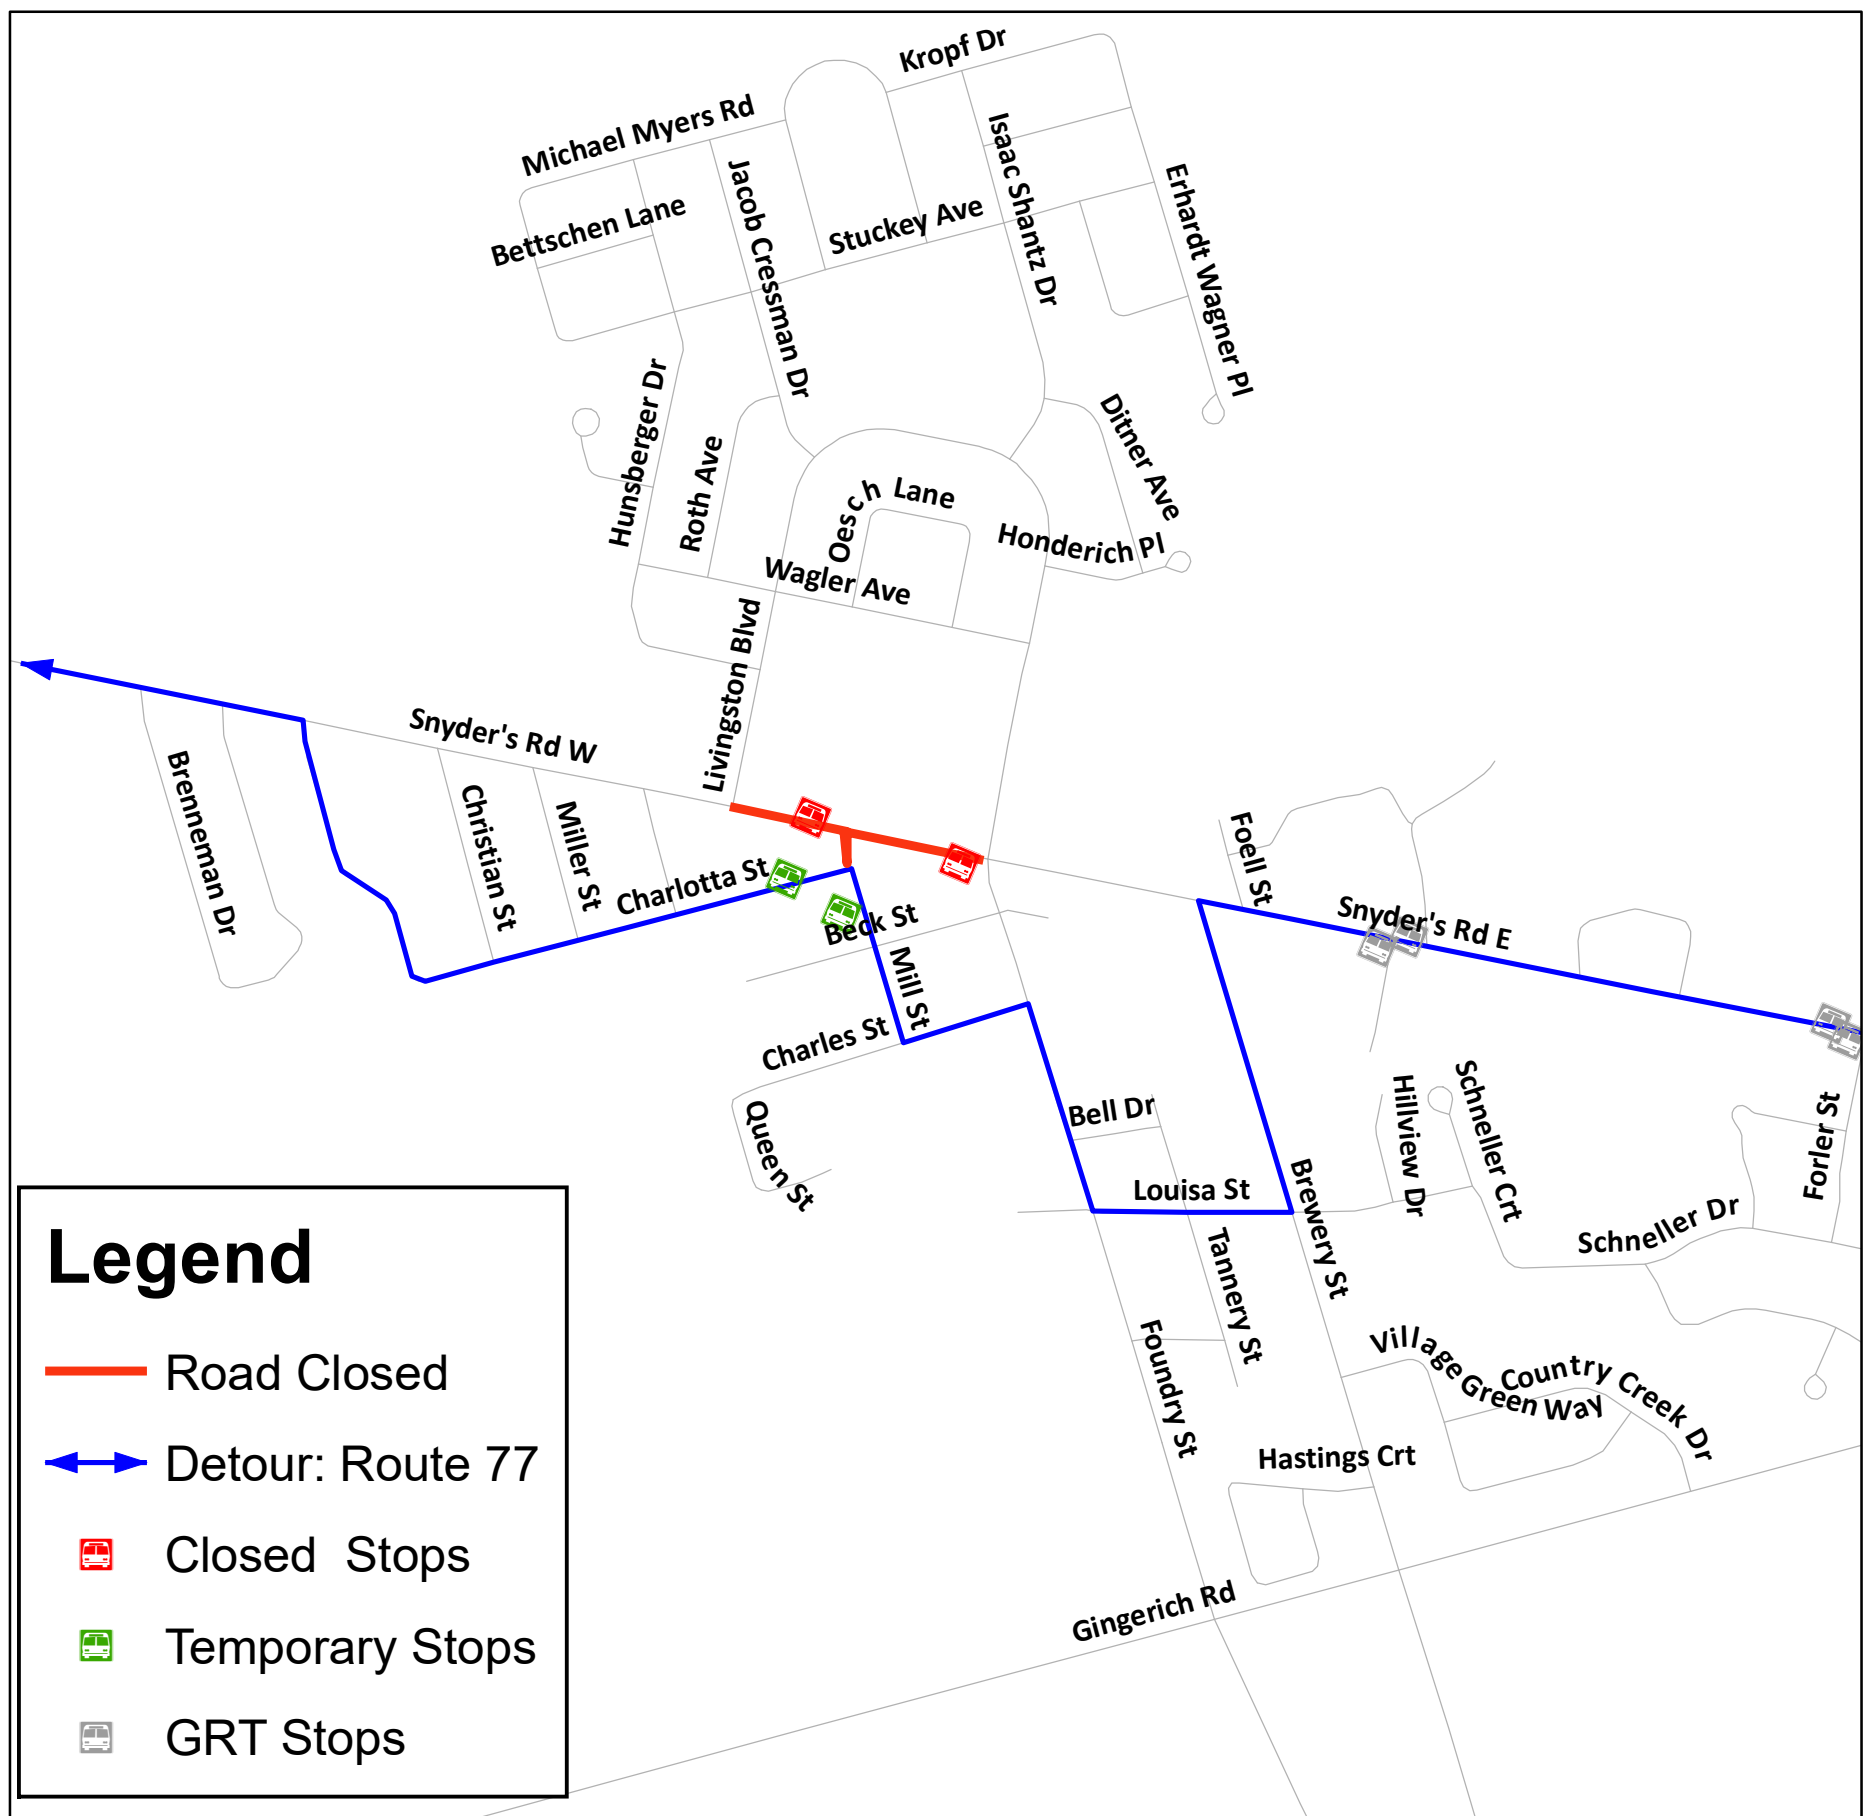 Kropf Dr
Michael Myers Rd
Isaac Shantz Dr
Jacob Cressman Dr
Erhardt Wagner Pl
Bettschen Lane
Stuckey Ave
Hunsberger Dr
Ditner Ave
Roth Ave
Oesch Lane
Honderich Pl
Wagler Ave
Livingston Blvd
Snyder's Rd W
Brenneman Dr
Christian St
Miller St
Foell St
Charlotta St
Snyder's Rd E
Beck St
Mill St
Charles St
Schneller Crt
Hillview Dr
Bell Dr
Forler St
Queen St
Brewery St
Louisa St
Schneller Dr
Tannery St
Foundry St
Village Green Way
Country Creek Dr
Hastings Crt
Gingerich Rd
Legend
Road Closed
Detour: Route 77
Closed  Stops
Temporary Stops
GRT Stops